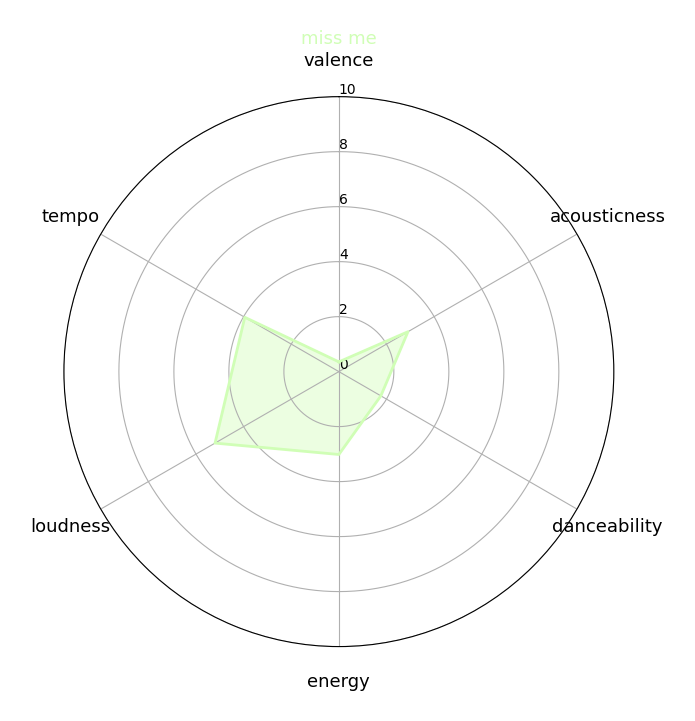 miss me
valence
10
8
tempo
acousticness
6
4
2
0
loudness
danceability
energy